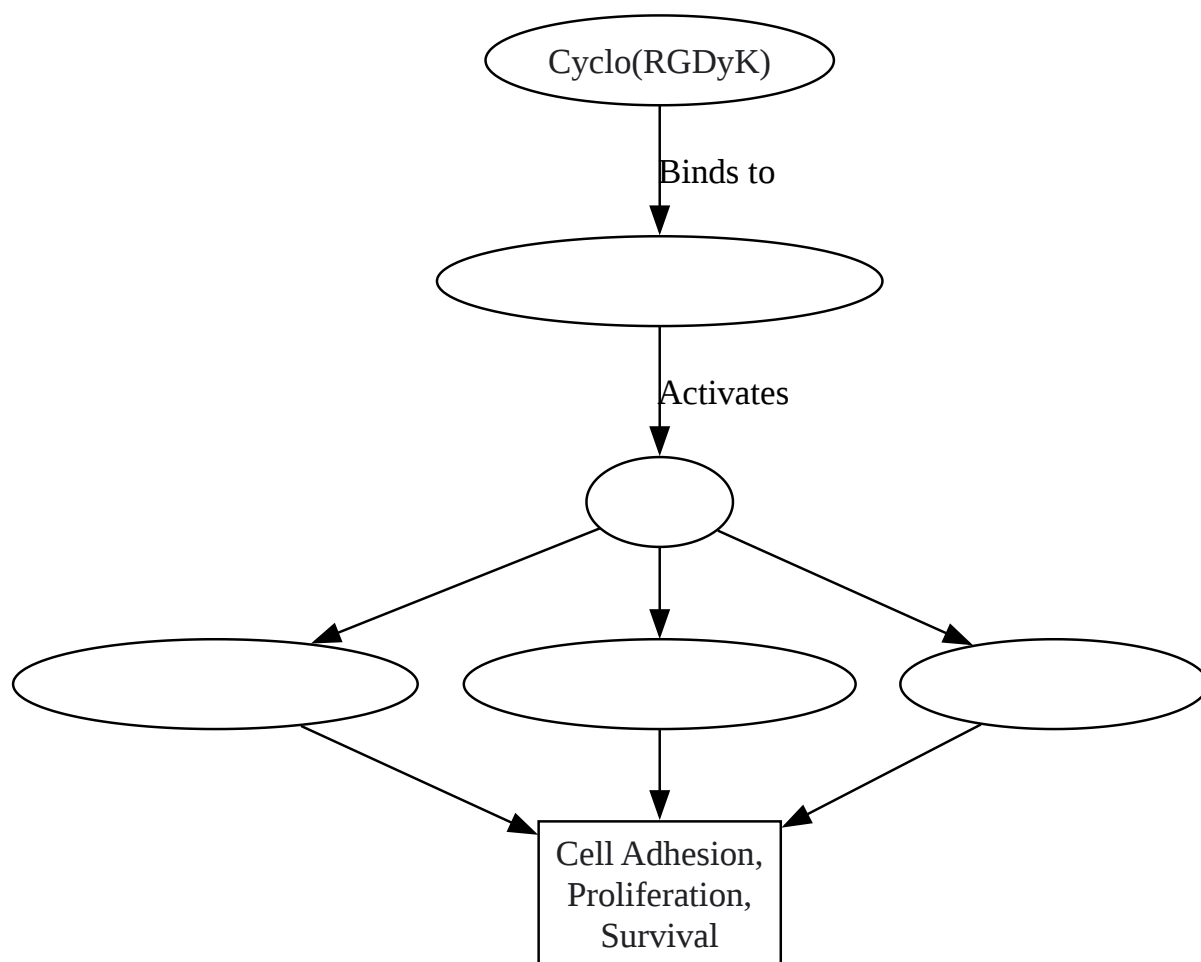 Cyclo(RGDyK)
Binds to
Activates
Cell Adhesion,
Proliferation,
Survival